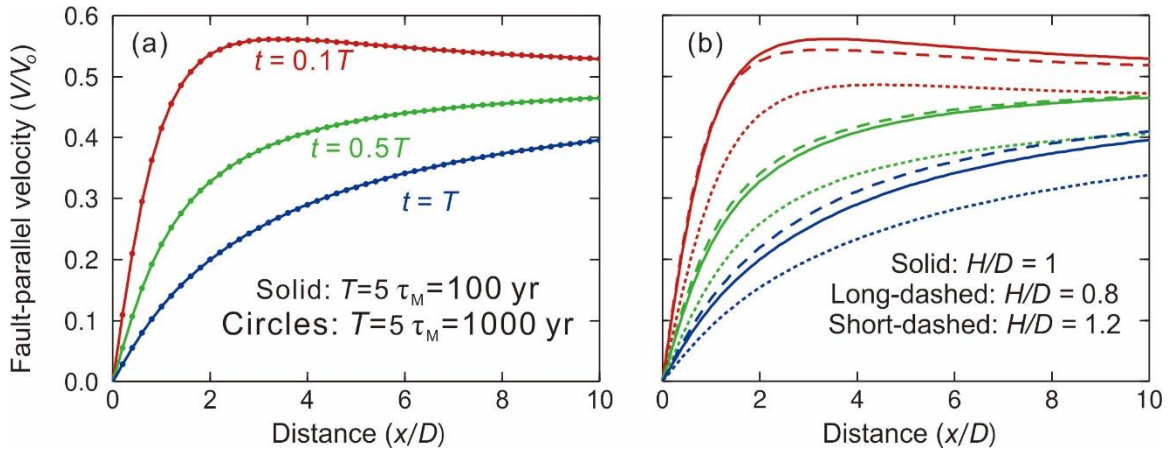 Fault-parallel velocity (V/Vo)
0.6
0.5
0.4
0.3
0.2
0.1
0.0
(a)
t = 0.1T
t = 0.5T
t = T
Solid: T=5 τM=100 yr
Circles: T=5 τM=1000 yr
0 2 4 6 8 10
Distance (x/D)
(b)
Solid: H/D = 1
Long-dashed: H/D = 0.8
Short-dashed: H/D = 1.2
0 2 4 6 8 10
Distance (x/D)